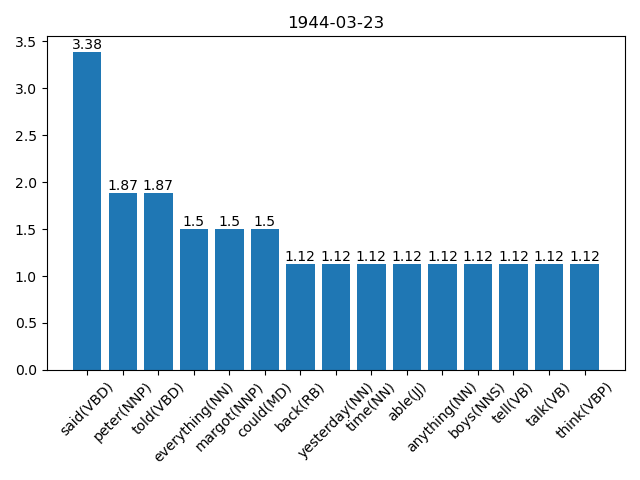 1944-03-23
3.5
3.0
2.5
2.0
1.5
1.0
0.5
0.0
3.38
1.87
1.87
1.5
1.5
1.5
1.12
1.12
1.12
1.12
1.12
1.12
1.12
1.12
1.12
said(VBD)
peter(NNP)
told(VBD)
everything(NN)
margot(NNP)
could(MD)
back(RB)
yesterday(NN)
time(NN)
able(JJ)
anything(NN)
boys(NNS)
tell(VB)
talk(VB)
think(VBP)